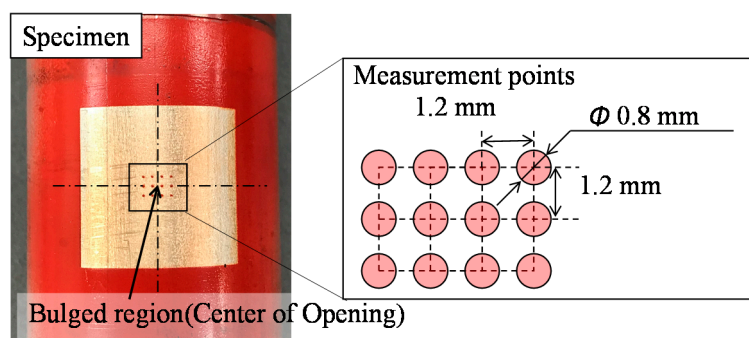 Specimen
Measurement points
1.2 mm
Φ 0.8 mm
1.2 mm
Bulged region(Center of Opening)